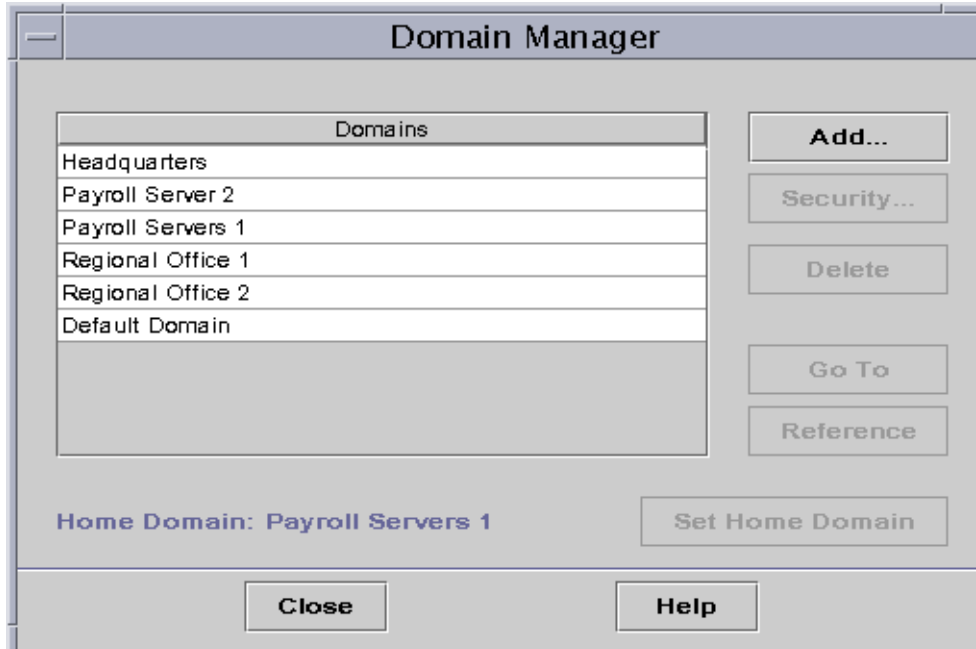 Domain Manager
Domains
Headquarters
Payroll Server 2
Payroll Servers 1
Regional Office 1
Regional Office 2
Default Domain
Add...
Security...
Delete
Go To
Reference
Home Domain: Payroll Servers 1
Set Home Domain
Close
Help